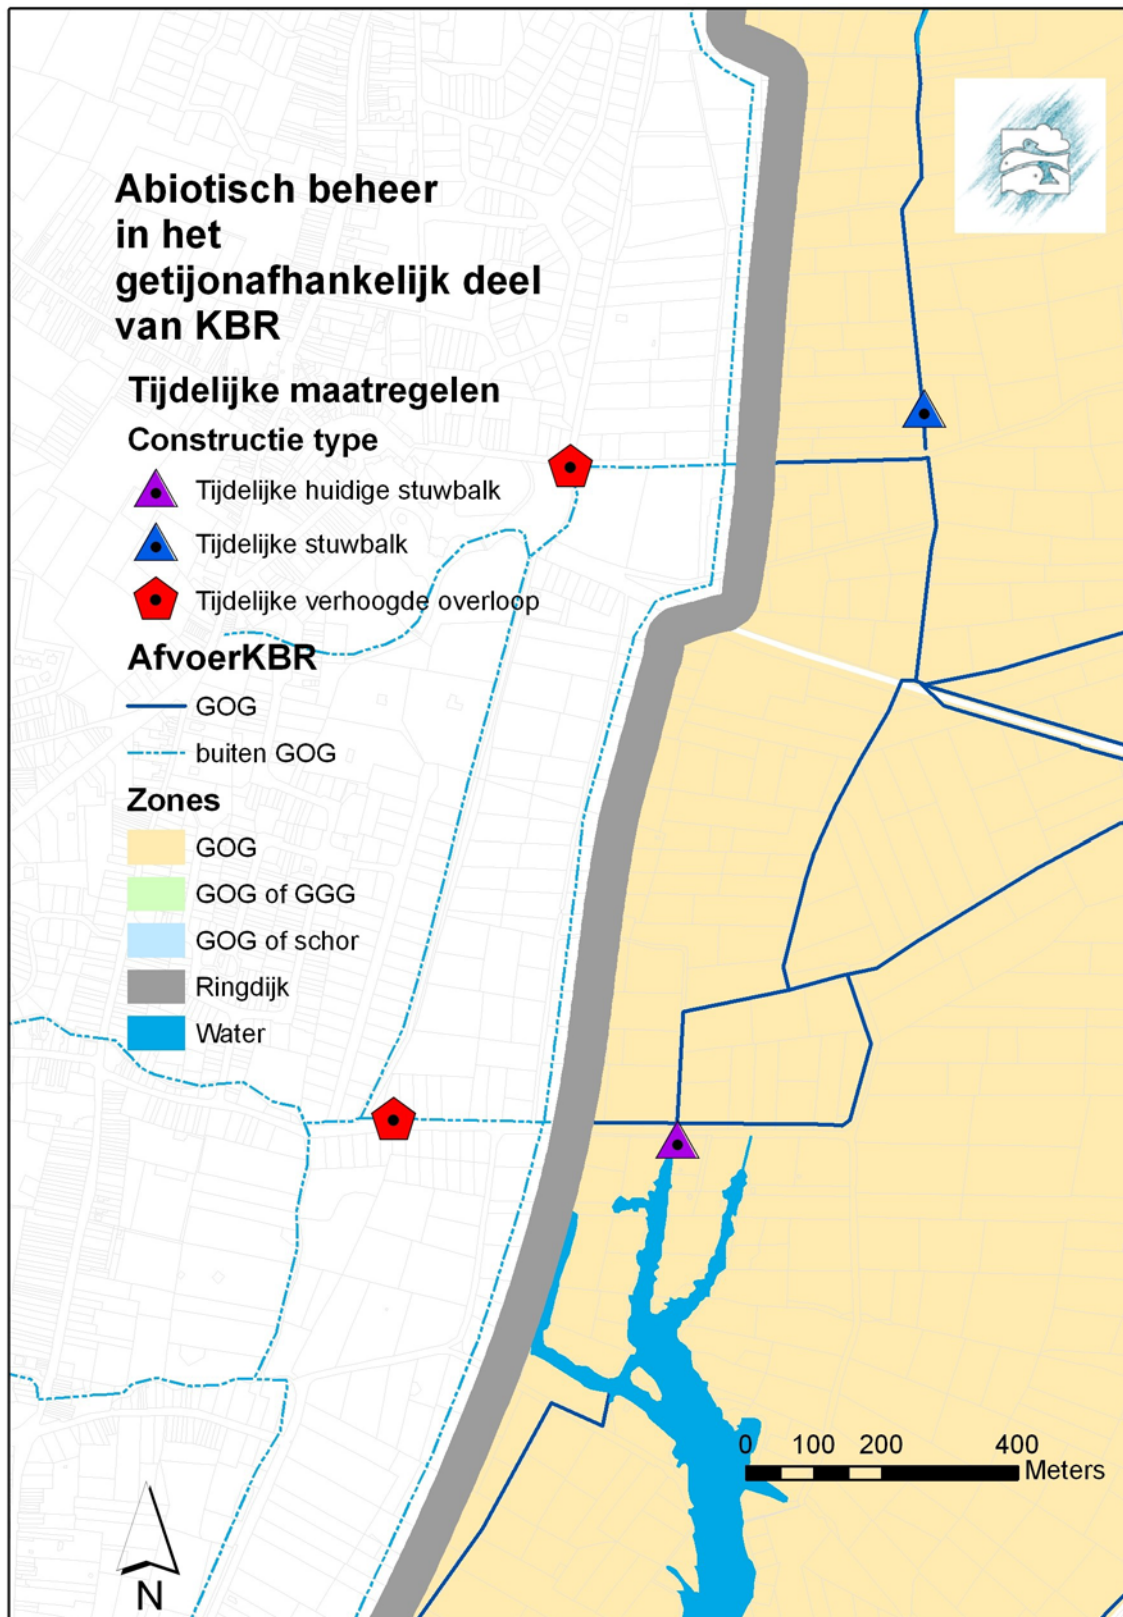 Abiotisch beheer
in het
getijonafhankelijk deel
van KBR
Tijdelijke maatregelen
Constructie type
Tijdelijke huidige stuwbalk
Tijdelijke stuwbalk
Tijdelijke verhoogde overloop
AfvoerKBR
GOG
buiten GOG
Zones
GOG
GOG of GGG
GOG of schor
Ringdijk
Water
0 100 200 400
Meters
N